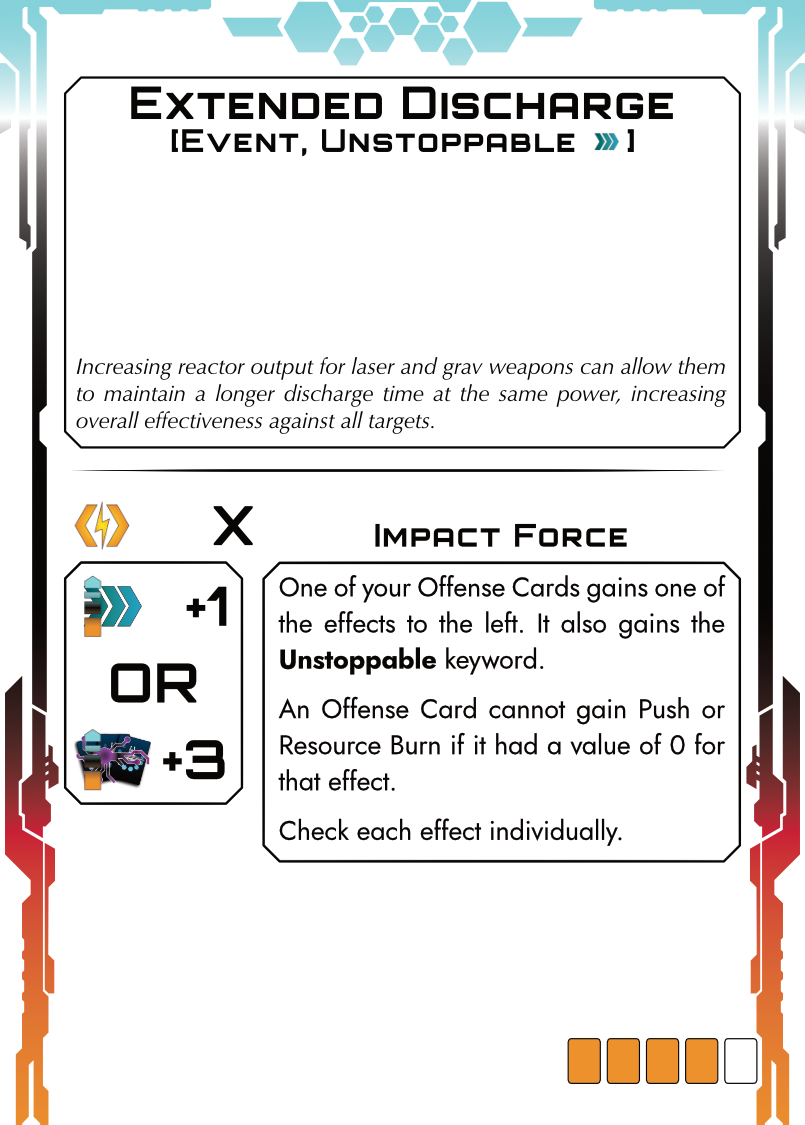 Extended Discharge
[Event, Unstoppable ]
Increasing reactor output for laser and grav weapons can allow them
to maintain a longer discharge time at the same power, increasing
overall effectiveness against all targets.
X
Impact Force
+1
OR
+3
One of your Offense Cards gains one of
the effects to the left. It also gains the
Unstoppable keyword.
An Offense Card cannot gain Push or
Resource Burn if it had a value of 0 for
that effect.
Check each effect individually.